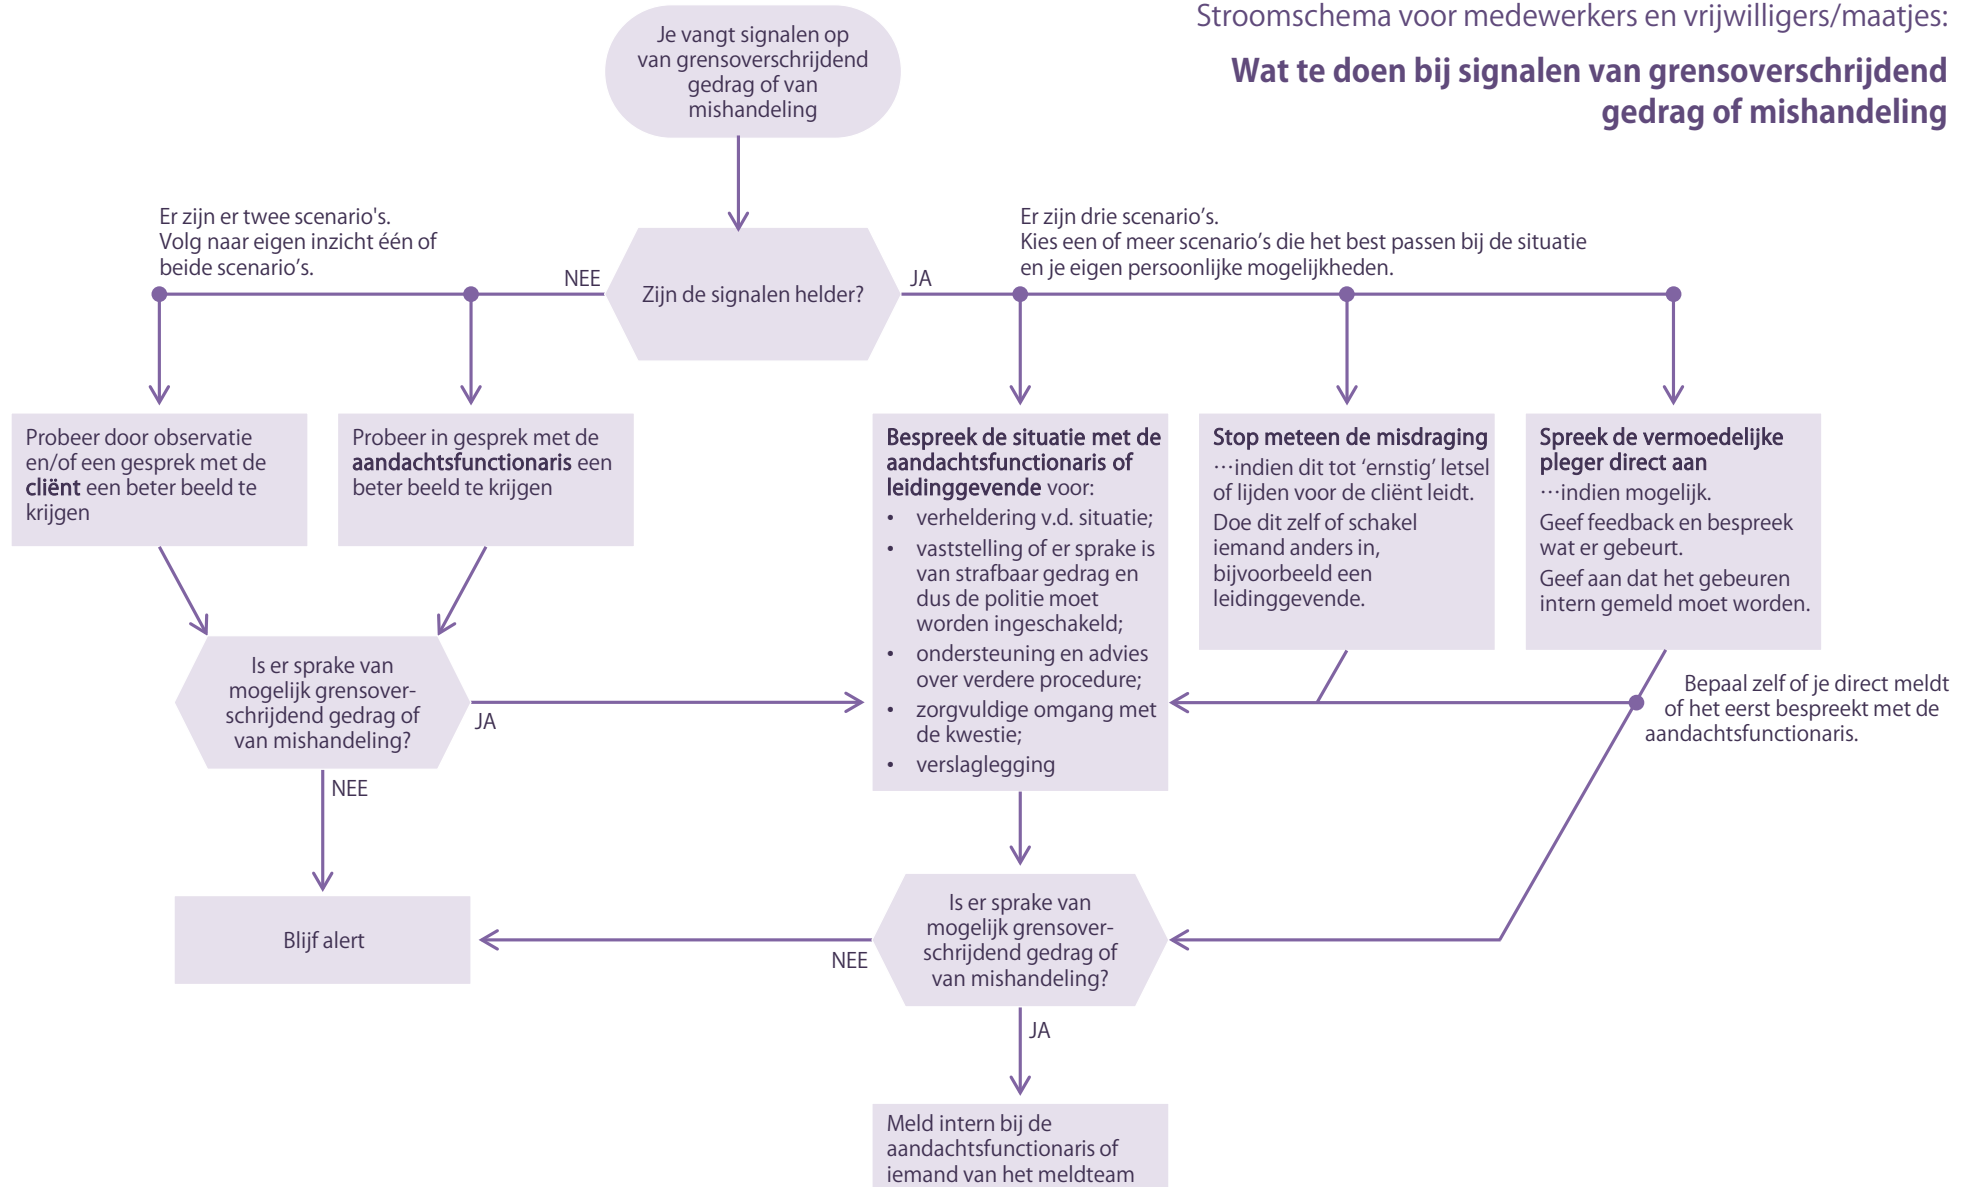 Stroomschema voor medewerkers en vrijwilligers/maatjes:
Wat te doen bij signalen van grensoverschrijdend
gedrag of mishandeling
Je vangt signalen op
van grensoverschrijdend
gedrag of van
mishandeling
Er zijn er twee scenario's.
Volg naar eigen inzicht één of
beide scenario’s.
NEE
Zijn de signalen helder?
JA
Er zijn drie scenario’s.
Kies een of meer scenario’s die het best passen bij de situatie
en je eigen persoonlijke mogelijkheden.
Probeer door observatie
en/of een gesprek met de
cliënt een beter beeld te
krijgen
Probeer in gesprek met de
aandachtsfunctionaris een
beter beeld te krijgen
Bespreek de situatie met de
aandachtsfunctionaris of
leidinggevende voor:
• verheldering v.d. situatie;
• vaststelling of er sprake is
van strafbaar gedrag en
dus de politie moet
worden ingeschakeld;
• ondersteuning en advies
over verdere procedure;
• zorgvuldige omgang met
de kwestie;
• verslaglegging
Stop meteen de misdraging
…indien dit tot ‘ernstig’ letsel
of lijden voor de cliënt leidt.
Doe dit zelf of schakel
iemand anders in,
bijvoorbeeld een
leidinggevende.
Spreek de vermoedelijke
pleger direct aan
…indien mogelijk.
Geef feedback en bespreek
wat er gebeurt.
Geef aan dat het gebeuren
intern gemeld moet worden.
Is er sprake van
mogelijk grensover-
schrijdend gedrag of
van mishandeling?
JA
NEE
Bepaal zelf of je direct meldt
of het eerst bespreekt met de
aandachtsfunctionaris.
Blijf alert
NEE
Is er sprake van
mogelijk grensover-
schrijdend gedrag of
van mishandeling?
JA
Meld intern bij de
aandachtsfunctionaris of
iemand van het meldteam